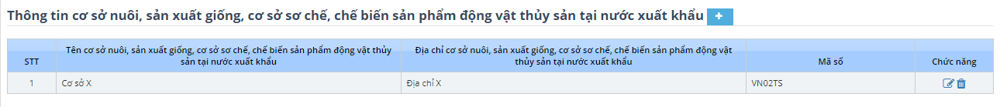 Thông tin cơ sở nuôi, sản xuất giống, cơ sở sơ chế, chế biến sản phẩm động vật thủy sản tại nước xuất khẩu +
STT
Tên cơ sở nuôi, sản xuất giống, cơ sở sơ chế, chế biến sản phẩm động vật thủy
sản tại nước xuất khẩu
Địa chỉ cơ sở nuôi, sản xuất giống, cơ sở sơ chế, chế biến sản phẩm động vật
thủy sản tại nước xuất khẩu
Mã số
Chức năng
1
Cơ sở X
Địa chỉ X
VN02TS